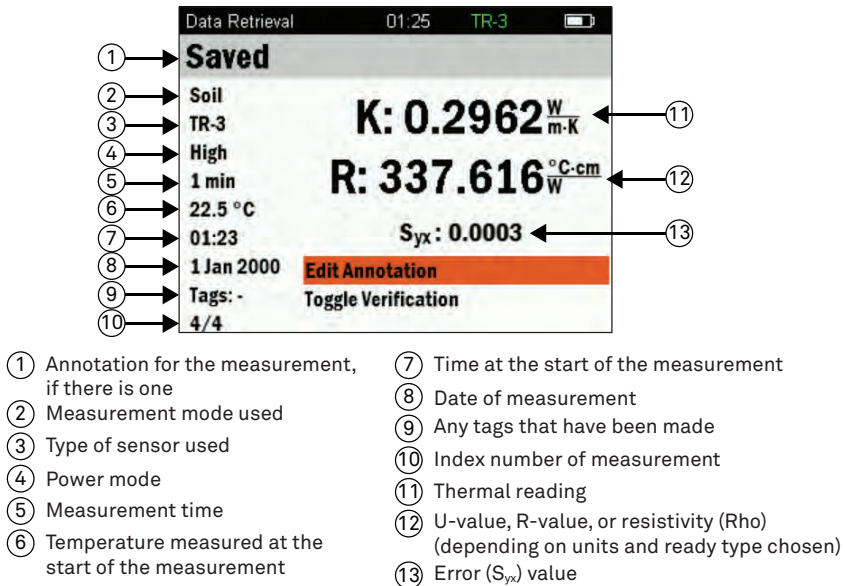 Data Retrieval 01:25 TR-3
1 Saved
2 Soil
3 TR-3
4 High
5 1 min
6 22.5 °C
7 01:23
8 1 Jan 2000
9 Tags: -
10 4/4
K: 0.2962 W/m·K 11
R: 337.616 °C·cm/W 12
Syx: 0.0003 13
Edit Annotation
Toggle Verification
1 Annotation for the measurement,
if there is one
2 Measurement mode used
3 Type of sensor used
4 Power mode
5 Measurement time
6 Temperature measured at the
start of the measurement
7 Time at the start of the measurement
8 Date of measurement
9 Any tags that have been made
10 Index number of measurement
11 Thermal reading
12 U-value, R-value, or resistivity (Rho)
(depending on units and ready type chosen)
13 Error (Syx) value